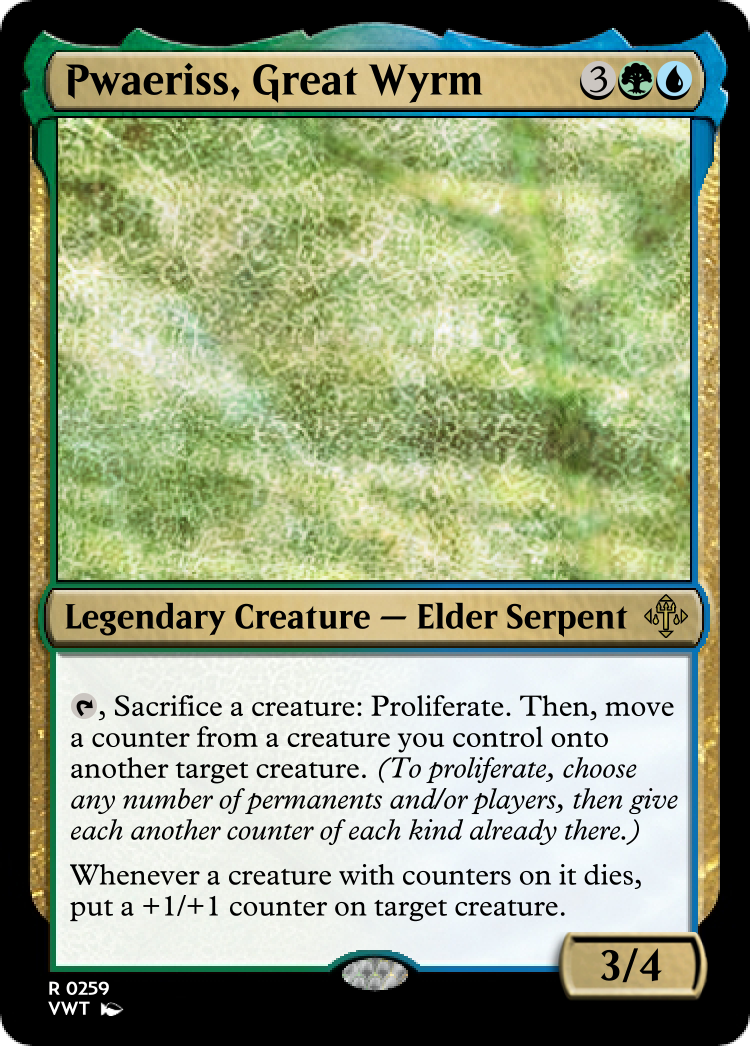 Pwaeriss, Great Wyrm 3
Legendary Creature — Elder Serpent
, Sacrifice a creature: Proliferate. Then, move
a counter from a creature you control onto
another target creature. (To proliferate, choose
any number of permanents and/or players, then give
each another counter of each kind already there.)
Whenever a creature with counters on it dies,
put a +1/+1 counter on target creature.
3/4
R 0259
VWT